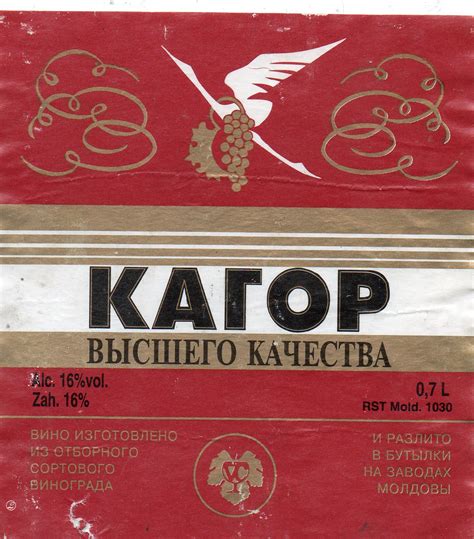 КАГОР
ВЫСШЕГО КАЧЕСТВА
Alc. 16%vol.
Zah. 16%
0,7 L
RST Mold. 1030
ВИНО ИЗГОТОВЛЕНО
ИЗ ОТБОРНОГО
СОРТОВОГО
ВИНОГРАДА
И РАЗЛИТО
В БУТЫЛКИ
НА ЗАВОДАХ
МОЛДОВЫ